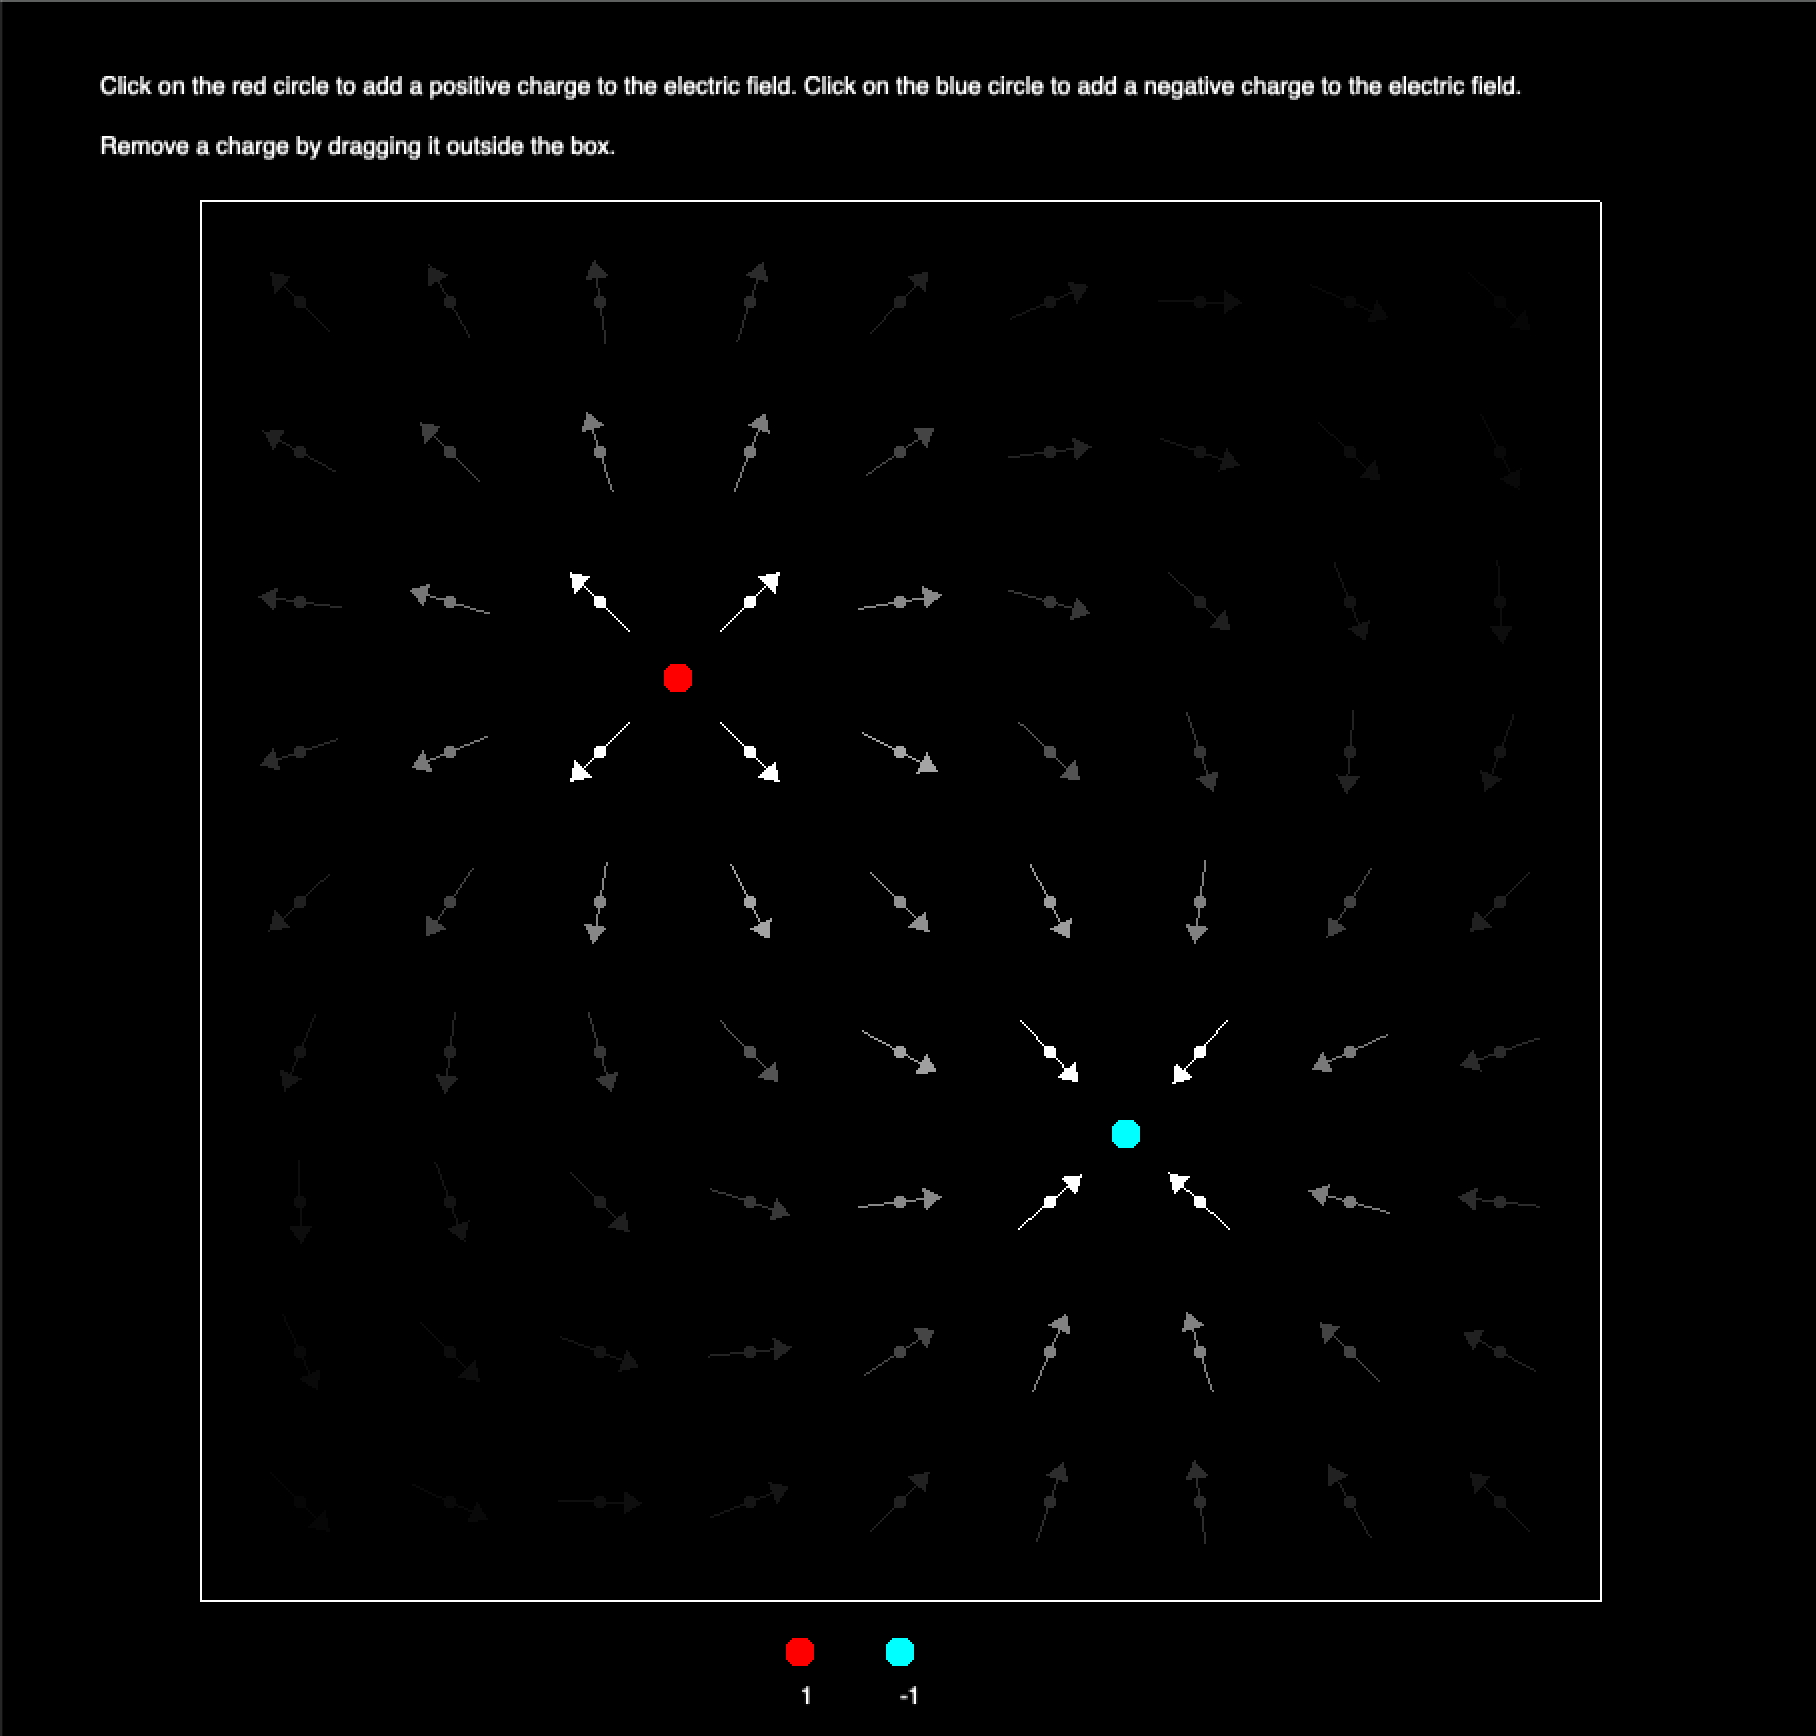 Click on the red circle to add a positive charge to the electric field. Click on the blue circle to add a negative charge to the electric field.
Remove a charge by dragging it outside the box.
1
-1